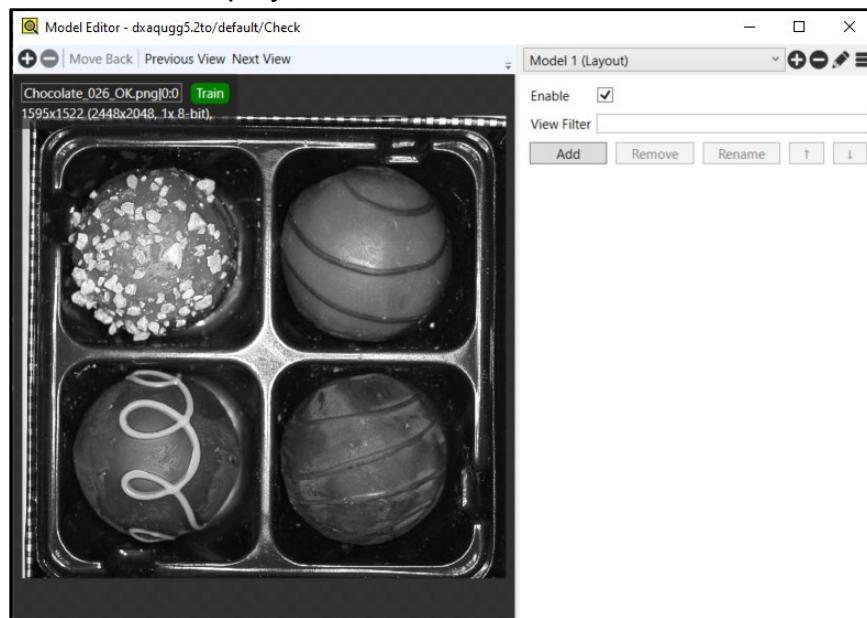 Model Editor - dxaqugg5.2to/default/Check
Move Back Previous View Next View
Model 1 (Layout)
Chocolate_026_OK.png|0:0 Train
1595x1522 (2448x2048, 1x 8-bit),
Enable
View Filter
Add Remove Rename ↑ ↓